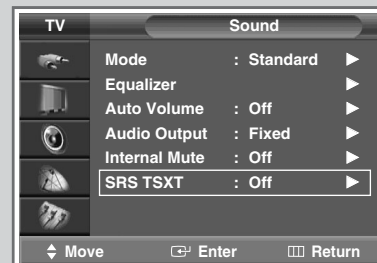 TV Sound
Mode : Standard
Equalizer
Auto Volume : Off
Audio Output : Fixed
Internal Mute : Off
SRS TSXT : Off
Move Enter Return